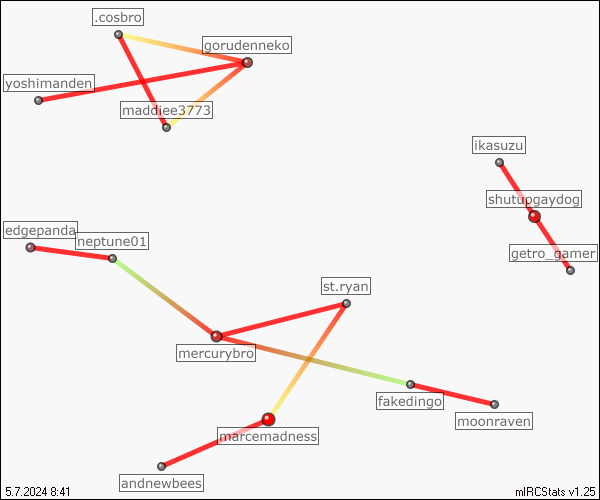 .cosbro
gorudenneko
yoshimanden
maddiee3773
ikasuzu
shutupgaydog
edgepanda
neptune01
getro_gamer
st.ryan
mercurybro
fakedingo
moonraven
marcemadness
andnewbees
5.7.2024 8:41
mIRCStats v1.25